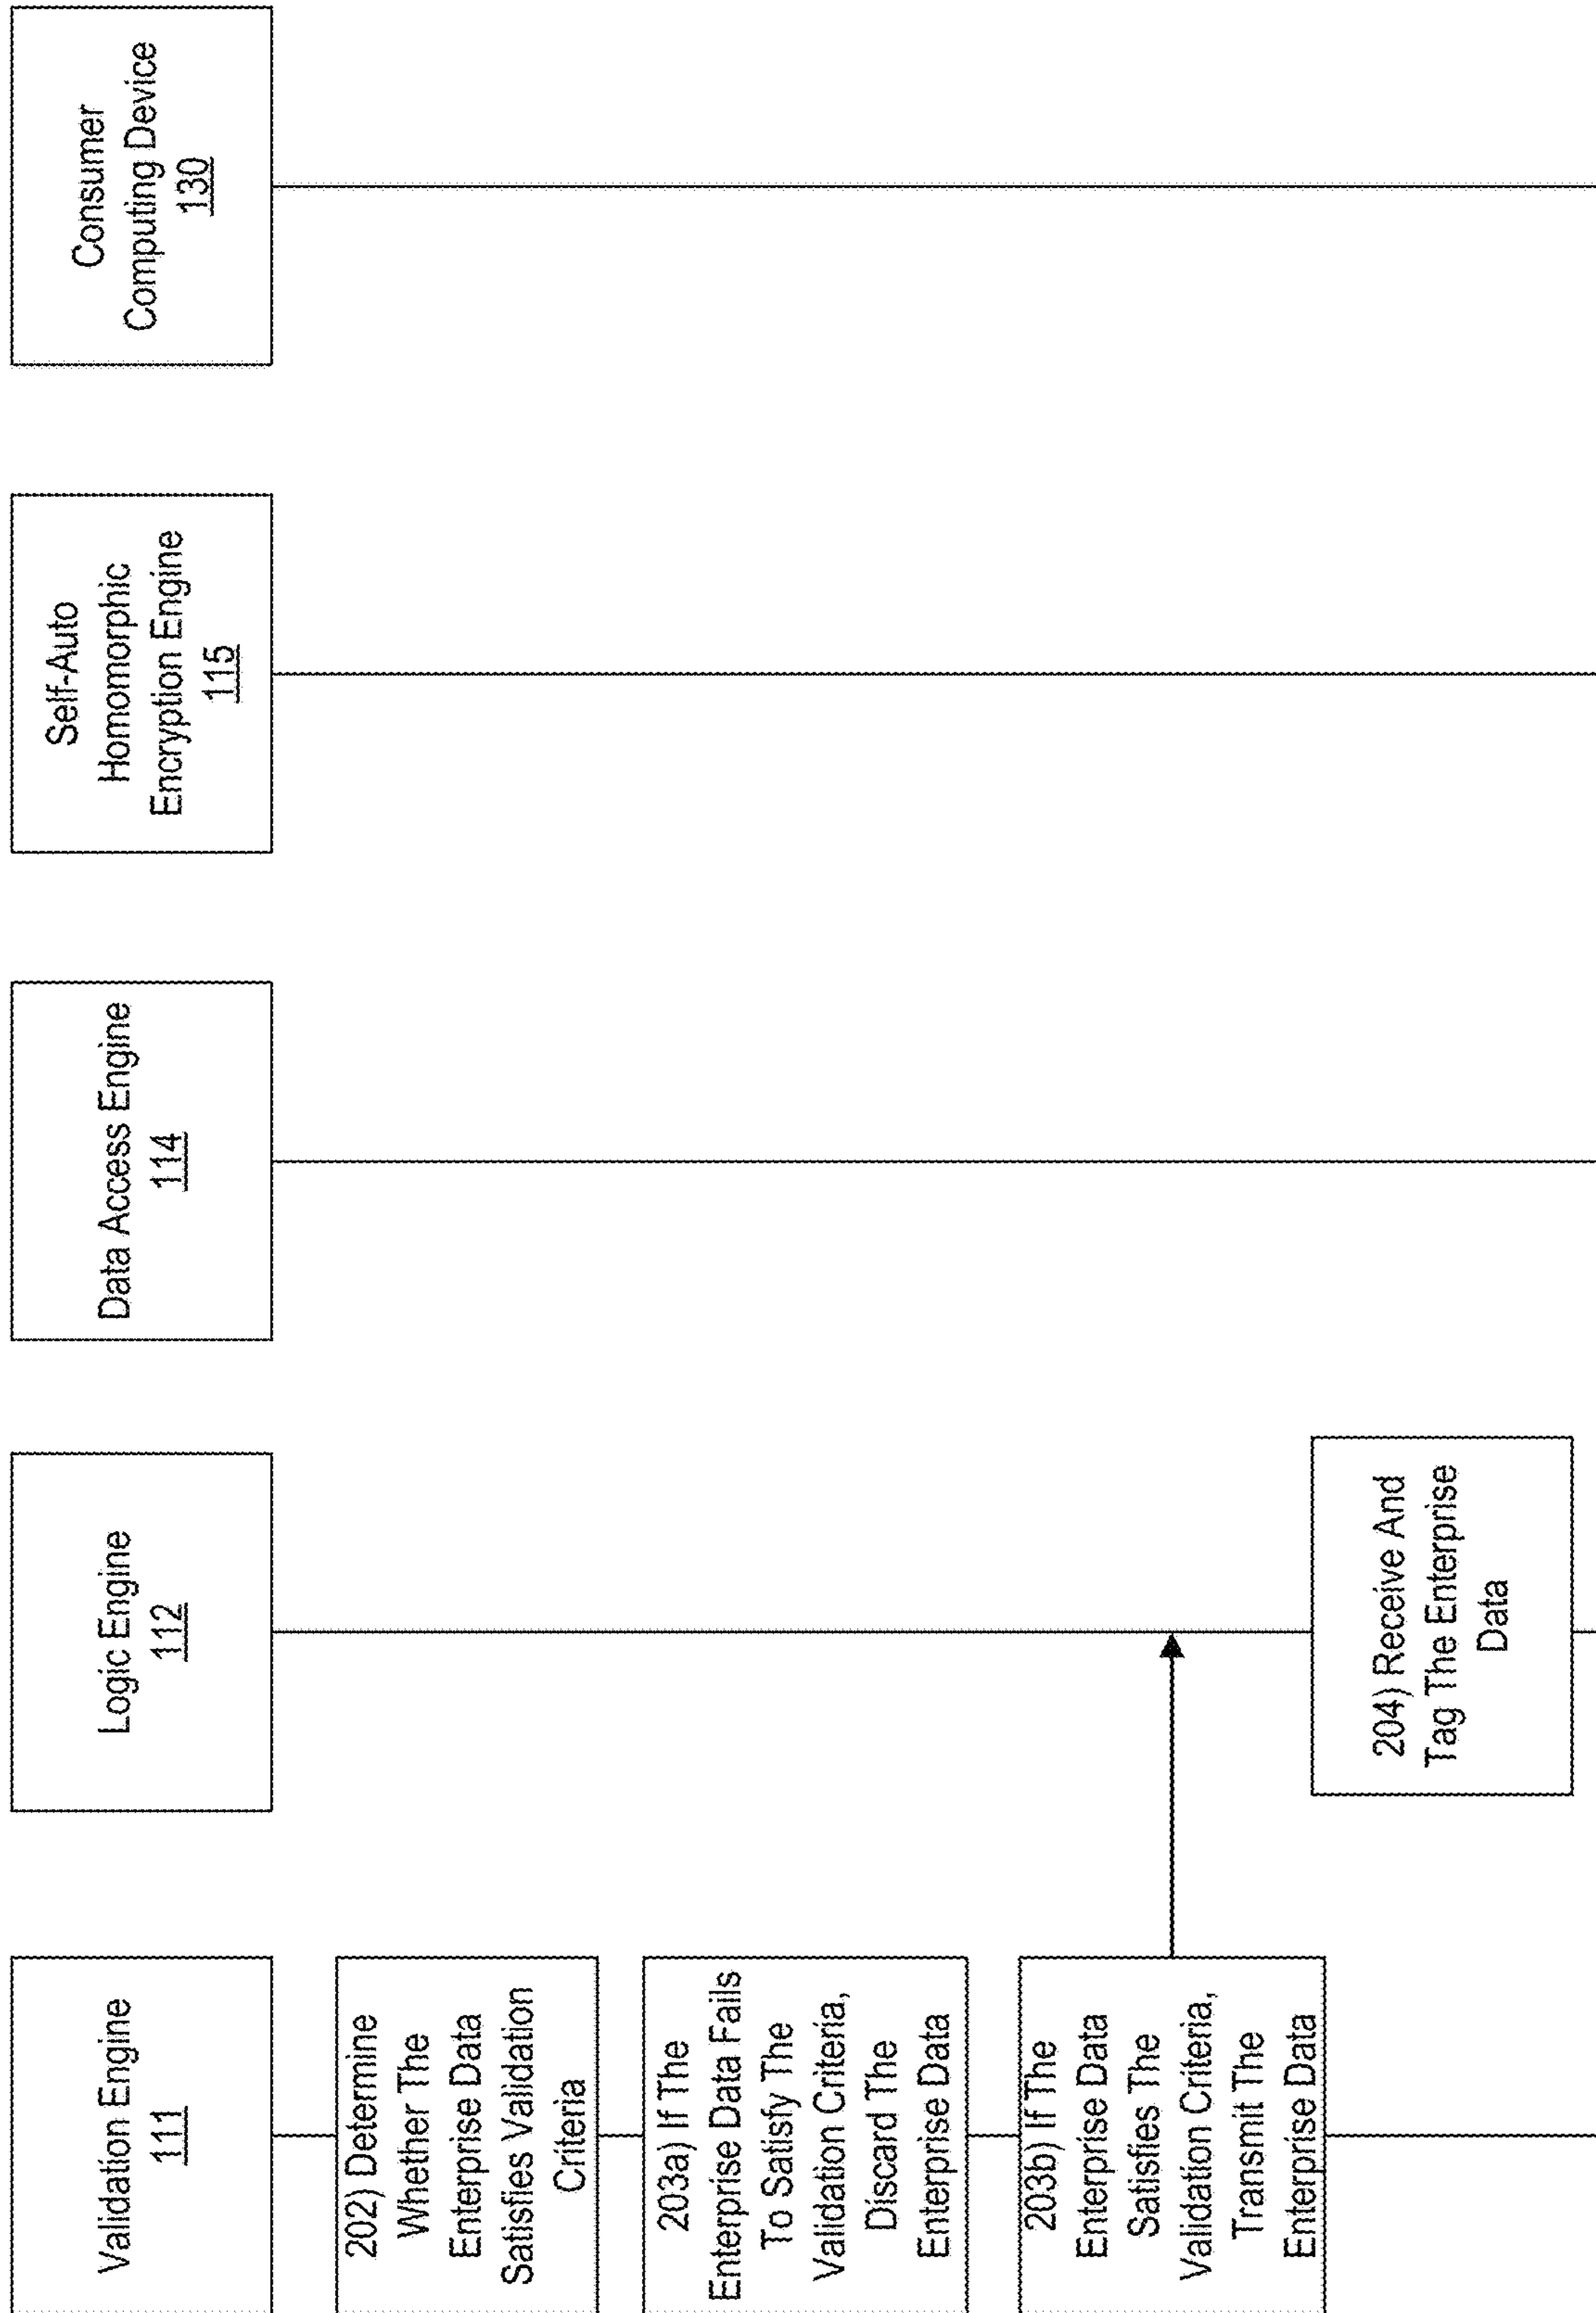 Validation Engine
111
Logic Engine
112
Data Access Engine
114
Self-Auto
Homomorphic
Encryption Engine
115
Consumer
Computing Device
130
202) Determine
Whether The
Enterprise Data
Satisfies Validation
Criteria
203a) If The
Enterprise Data Fails
To Satisfy The
Validation Criteria,
Discard The
Enterprise Data
203b) If The
Enterprise Data
Satisfies The
Validation Criteria,
Transmit The
Enterprise Data
204) Receive And
Tag The Enterprise
Data